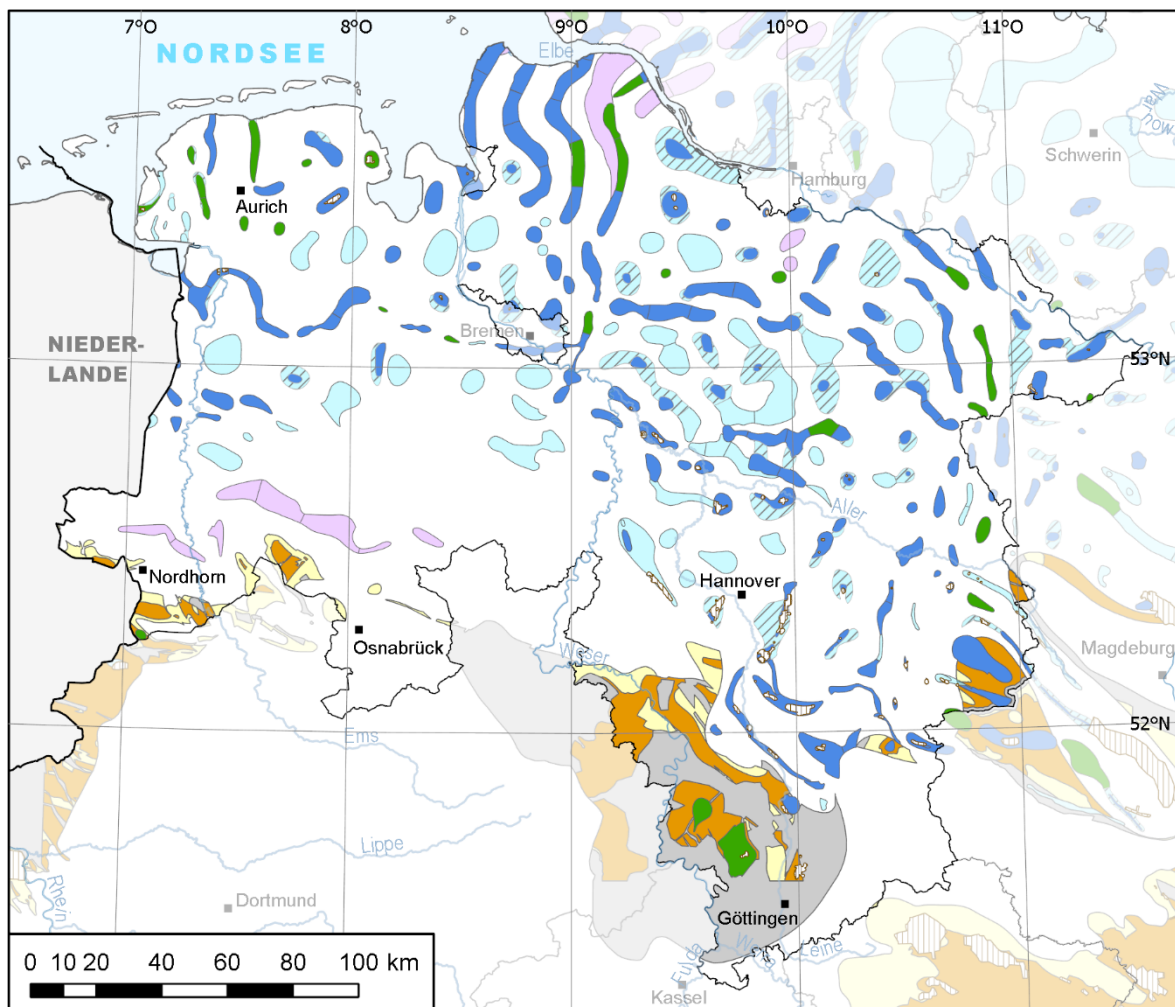 7°O 8°O 9°O 10°O 11°O
NORDSEE
Elbe
Warnow
Schwerin
Hamburg
Aurich
Bremen
NIEDER-
LANDE
53°N
Aller
Nordhorn
Hannover
Osnabrück
Weser
Magdeburg
52°N
Ems
Lippe
Rhein
Dortmund
Göttingen
Fulda
Werra
Leine
Kassel
0 10 20 40 60 80 100 km